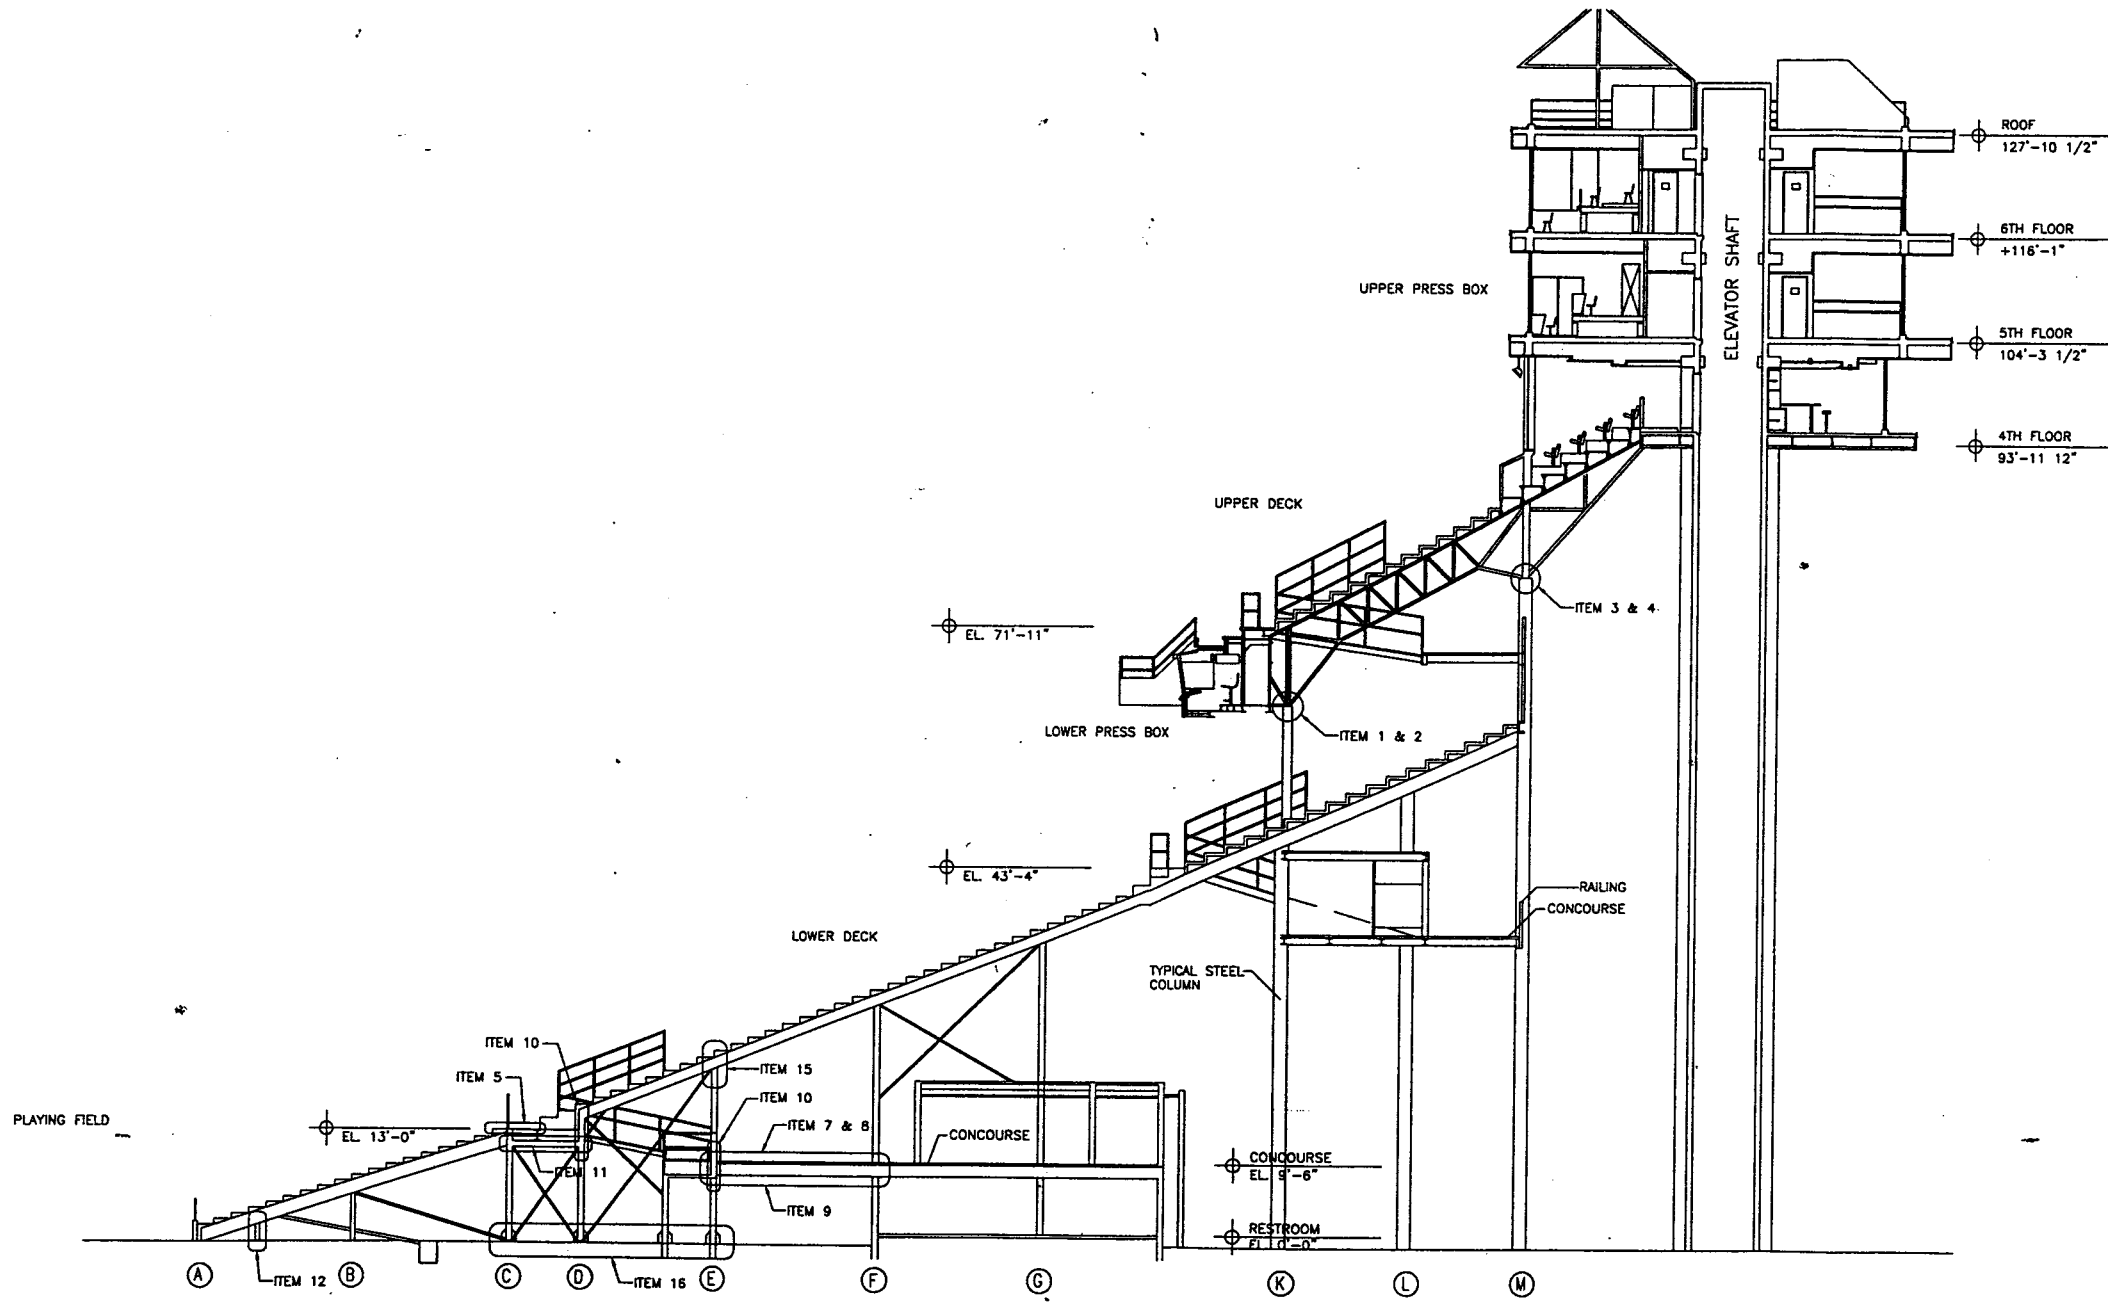 ROOF
127'-10 1/2"
6TH FLOOR
+116'-1"
ELEVATOR SHAFT
UPPER PRESS BOX
5TH FLOOR
104'-3 1/2"
4TH FLOOR
93'-11 12"
UPPER DECK
ITEM 3 & 4
EL. 71'-11"
LOWER PRESS BOX
ITEM 1 & 2
EL. 43'-4"
RAILING
CONCOURSE
LOWER DECK
TYPICAL STEEL
COLUMN
ITEM 10
ITEM 5
ITEM 15
ITEM 10
PLAYING FIELD
EL. 13'-0"
ITEM 7 & 8
CONCOURSE
CONCOURSE
EL. 9'-6"
ITEM 11
ITEM 9
RESTROOM
EL. 0'-0"
A
ITEM 12
B
C
D
ITEM 16
E
F
G
K
L
M